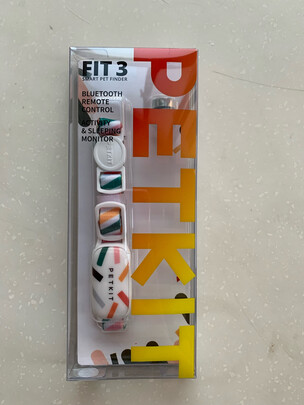 FIT 3
SMART PET FINDER
BLUETOOTH
REMOTE
CONTROL
ACTIVITY
& SLEEPING
MONITOR
PETKIT
PETKIT